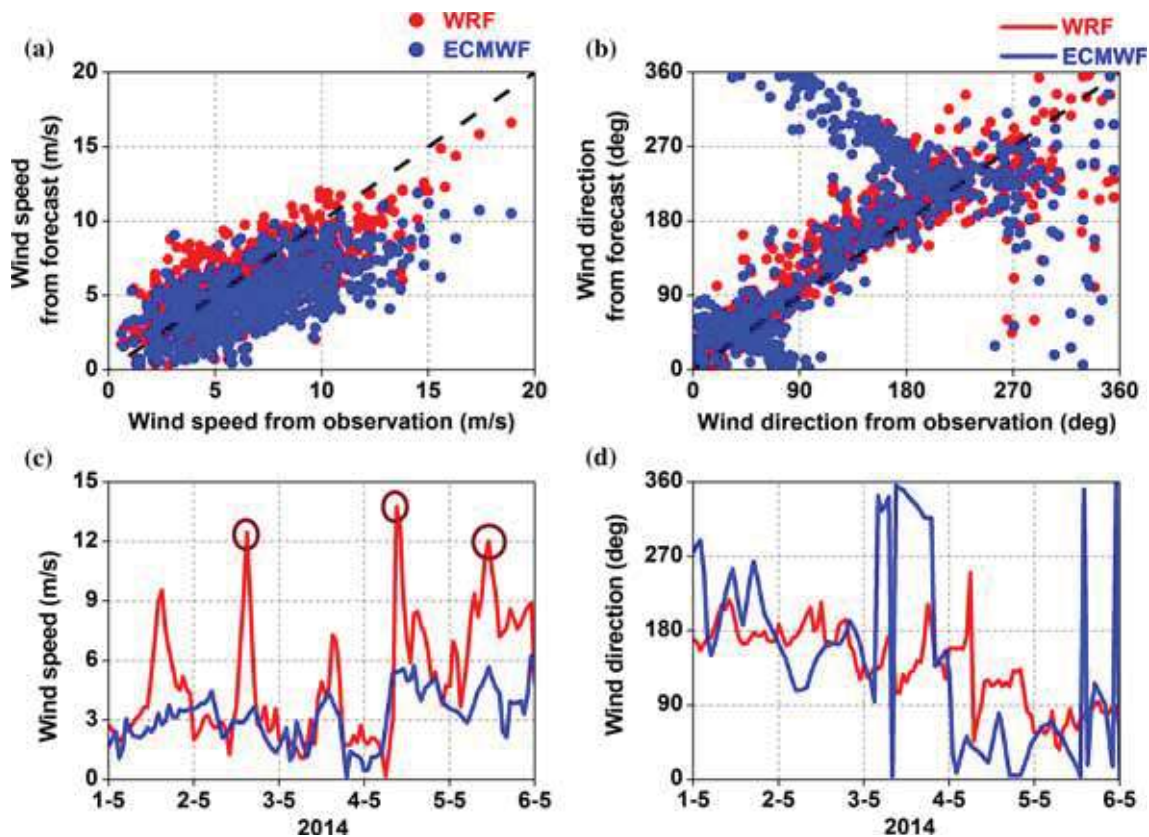 WRF
ECMWF
(a)
20
15
10
5
0
0 5 10 15 20
Wind speed
from forecast (m/s)
Wind speed from observation (m/s)
WRF
ECMWF
(b)
360
270
180
90
0
0 90 180 270 360
Wind direction
from forecast (deg)
Wind direction from observation (deg)
(c)
15
12
9
6
3
0
1-5 2-5 3-5 4-5 5-5 6-5
Wind speed (m/s)
2014
(d)
360
270
180
90
0
1-5 2-5 3-5 4-5 5-5 6-5
Wind direction (deg)
2014